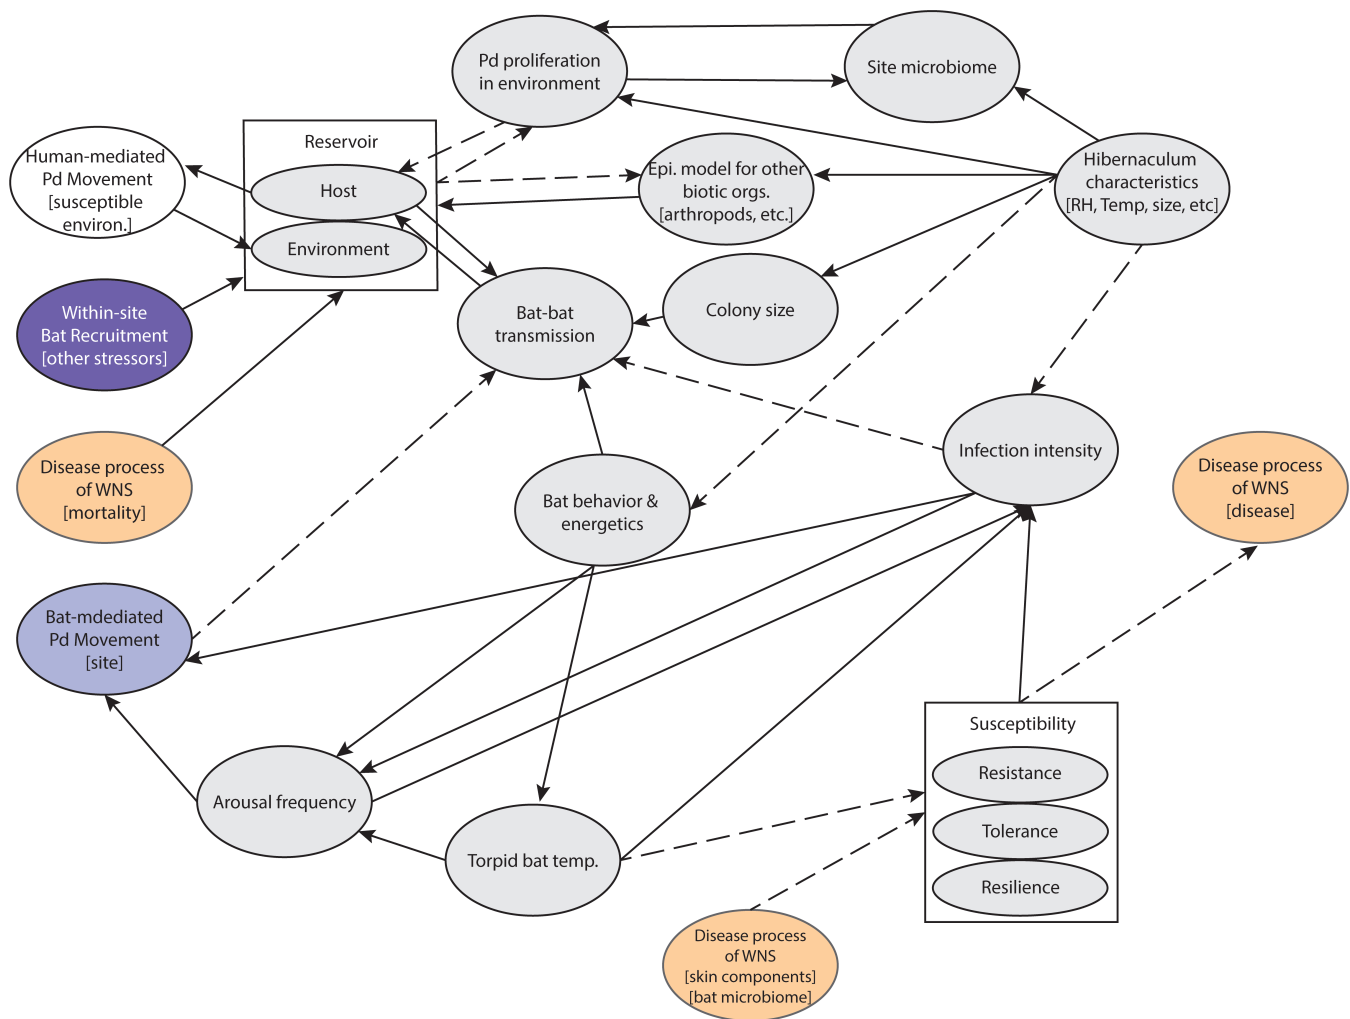 Pd proliferation
in environment
Site microbiome
Reservoir
Host
Environment
Human-mediated
Pd Movement
[susceptible
environ.]
Epi. model for other
biotic orgs.
[arthropods, etc.]
Hibernaculum
characteristics
[RH, Temp, size, etc]
Within-site
Bat Recruitment
[other stressors]
Bat-bat
transmission
Colony size
Disease process
of WNS
[mortality]
Bat behavior &
energetics
Infection intensity
Disease process
of WNS
[disease]
Bat-mdediated
Pd Movement
[site]
Arousal frequency
Torpid bat temp.
Susceptibility
Resistance
Tolerance
Resilience
Disease process
of WNS
[skin components]
[bat microbiome]